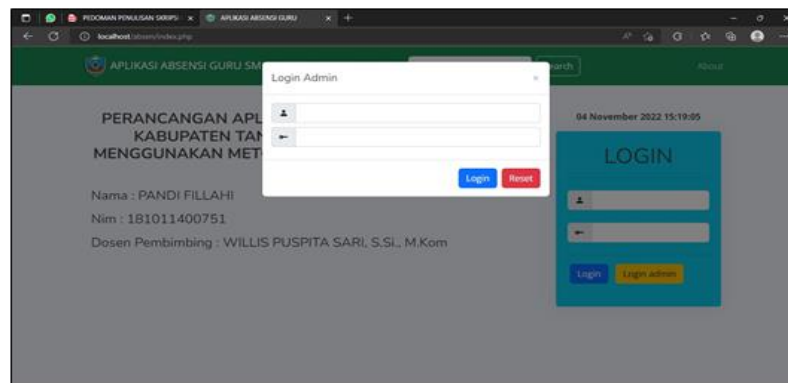 PEDOMAN PENULISAN SKRIPSI
APLIKASI ABSENSI GURU
localhost/absen/index.php
APLIKASI ABSENSI GURU SM
earch
About
Login Admin
Login
Reset
PERANCANGAN APL
KABUPATEN TAN
MENGGUNAKAN MET
Nama : PANDI FILLAHI
Nim : 181011400751
Dosen Pembimbing : WILLIS PUSPITA SARI, S.Si., M.Kom
04 November 2022 15:19:05
LOGIN
Login
Login admin